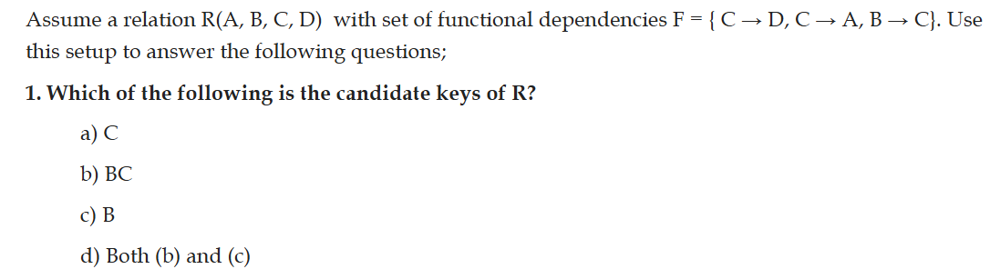 Assume a relation R(A, B, C, D) with set of functional dependencies F = { C → D, C → A, B → C}. Use
this setup to answer the following questions;
1. Which of the following is the candidate keys of R?
a) C
b) BC
c) B
d) Both (b) and (c)